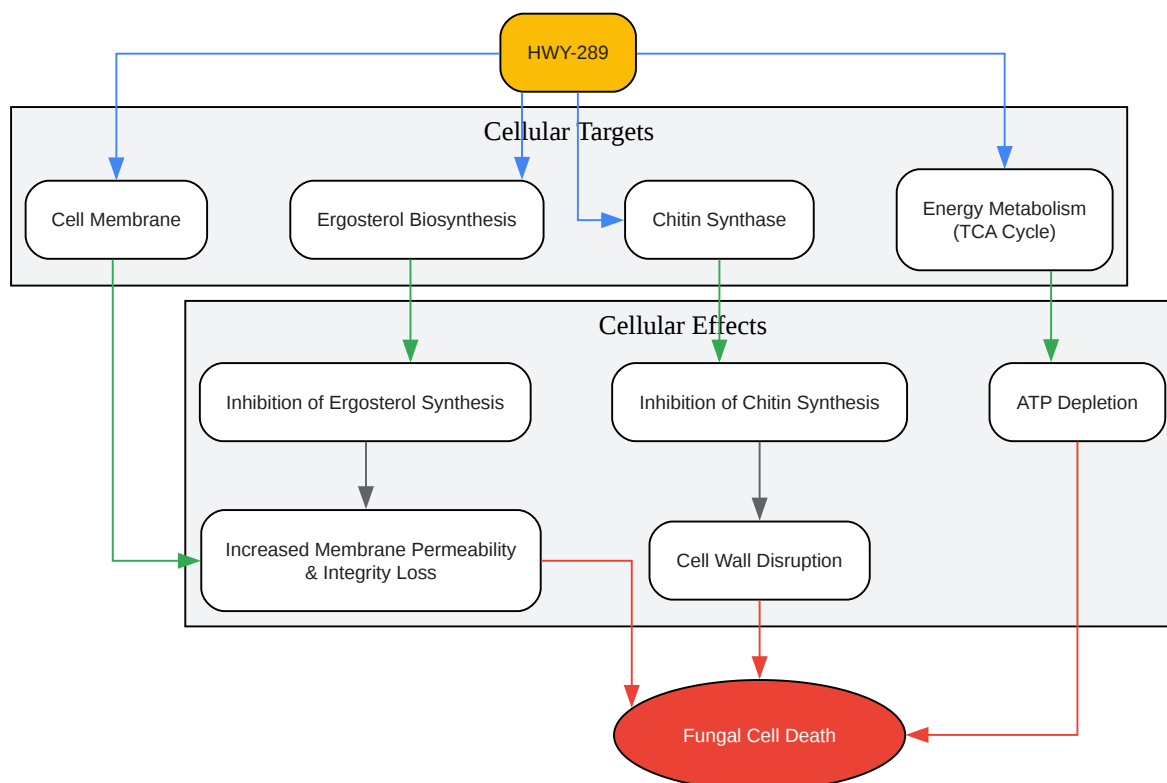 HWY-289
Cellular Targets
Cell Membrane
Ergosterol Biosynthesis
Chitin Synthase
Energy Metabolism
(TCA Cycle)
Cellular Effects
Inhibition of Ergosterol Synthesis
Inhibition of Chitin Synthesis
ATP Depletion
Increased Membrane Permeability
& Integrity Loss
Cell Wall Disruption
Fungal Cell Death